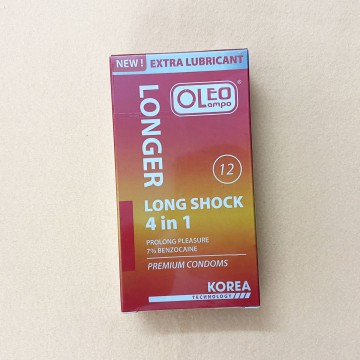 NEW! EXTRA LUBRICANT
OLEO
ampo
®
LONGER
12
LONG SHOCK
4 in 1
PROLONG PLEASURE
7% BENZOCAINE
PREMIUM CONDOMS
KOREA
TECHNOLOGY